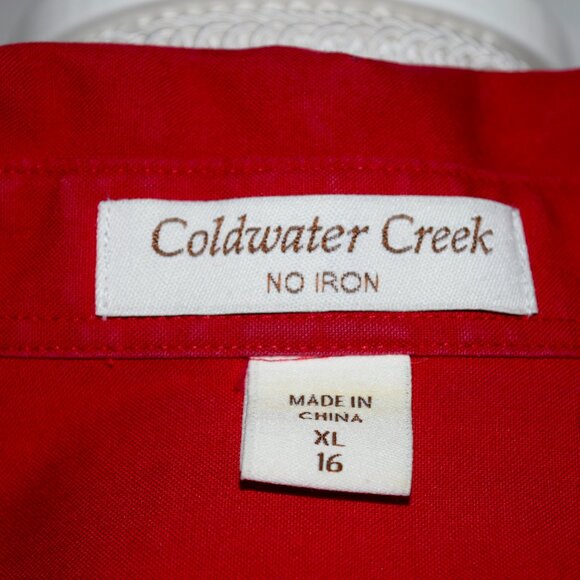 Coldwater Creek
NO IRON
MADE IN
CHINA
XL
16